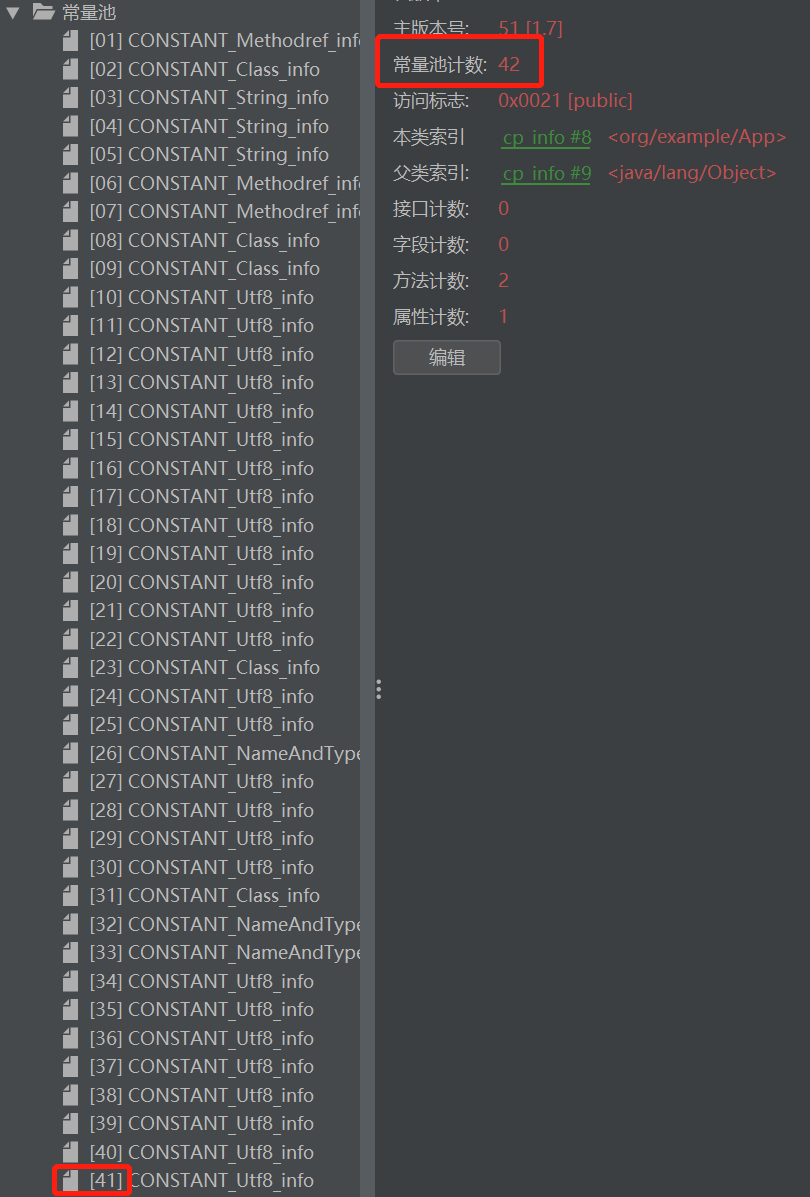 常量池
[01] CONSTANT_Methodref_info
[02] CONSTANT_Class_info
[03] CONSTANT_String_info
[04] CONSTANT_String_info
[05] CONSTANT_String_info
[06] CONSTANT_Methodref_info
[07] CONSTANT_Methodref_info
[08] CONSTANT_Class_info
[09] CONSTANT_Class_info
[10] CONSTANT_Utf8_info
[11] CONSTANT_Utf8_info
[12] CONSTANT_Utf8_info
[13] CONSTANT_Utf8_info
[14] CONSTANT_Utf8_info
[15] CONSTANT_Utf8_info
[16] CONSTANT_Utf8_info
[17] CONSTANT_Utf8_info
[18] CONSTANT_Utf8_info
[19] CONSTANT_Utf8_info
[20] CONSTANT_Utf8_info
[21] CONSTANT_Utf8_info
[22] CONSTANT_Utf8_info
[23] CONSTANT_Class_info
[24] CONSTANT_Utf8_info
[25] CONSTANT_Utf8_info
[26] CONSTANT_NameAndType
[27] CONSTANT_Utf8_info
[28] CONSTANT_Utf8_info
[29] CONSTANT_Utf8_info
[30] CONSTANT_Utf8_info
[31] CONSTANT_Class_info
[32] CONSTANT_NameAndType
[33] CONSTANT_NameAndType
[34] CONSTANT_Utf8_info
[35] CONSTANT_Utf8_info
[36] CONSTANT_Utf8_info
[37] CONSTANT_Utf8_info
[38] CONSTANT_Utf8_info
[39] CONSTANT_Utf8_info
[40] CONSTANT_Utf8_info
[41] CONSTANT_Utf8_info
主版本号: 51 [1.7]
常量池计数: 42
访问标志: 0x0021 [public]
本类索引 cp_info #8 <org/example/App>
父类索引: cp_info #9 <java/lang/Object>
接口计数: 0
字段计数: 0
方法计数: 2
属性计数: 1
编辑